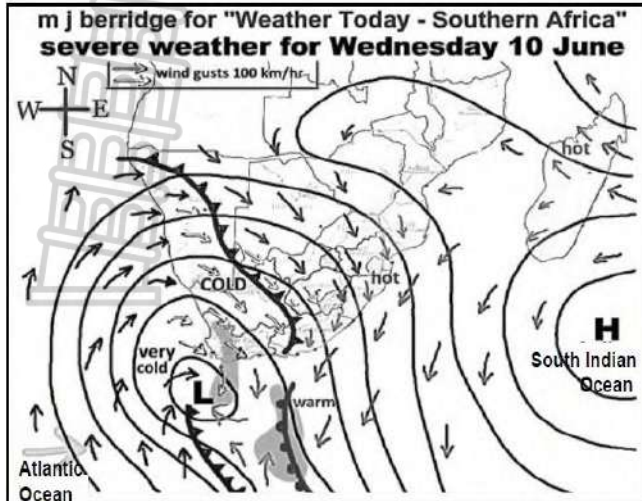 m j berridge for "Weather Today - Southern Africa"
severe weather for Wednesday 10 June
wind gusts 100 km/hr
N
W E
S
hot
COLD
hot
very
cold
L
warm
H
South Indian
Ocean
Atlantic
Ocean